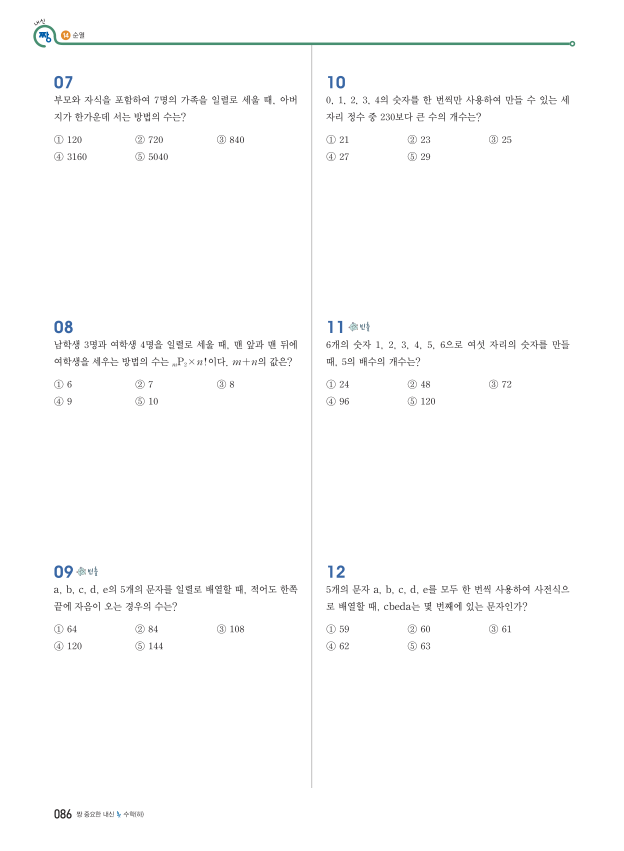 내신
짱
14 순열
07
부모와 자식을 포함하여 7명의 가족을 일렬로 세울 때, 아버
지가 한가운데 서는 방법의 수는?
① 120 ② 720 ③ 840
④ 3160 ⑤ 5040
08
남학생 3명과 여학생 4명을 일렬로 세울 때, 맨 앞과 맨 뒤에
여학생을 세우는 방법의 수는 ₘP₂×n!이다. m+n의 값은?
① 6 ② 7 ③ 8
④ 9 ⑤ 10
09
a, b, c, d, e의 5개의 문자를 일렬로 배열할 때, 적어도 한쪽
끝에 자음이 오는 경우의 수는?
① 64 ② 84 ③ 108
④ 120 ⑤ 144
10
0, 1, 2, 3, 4의 숫자를 한 번씩만 사용하여 만들 수 있는 세
자리 정수 중 230보다 큰 수의 개수는?
① 21 ② 23 ③ 25
④ 27 ⑤ 29
11
6개의 숫자 1, 2, 3, 4, 5, 6으로 여섯 자리의 숫자를 만들
때, 5의 배수의 개수는?
① 24 ② 48 ③ 72
④ 96 ⑤ 120
12
5개의 문자 a, b, c, d, e를 모두 한 번씩 사용하여 사전식으
로 배열할 때, cbeda는 몇 번째에 있는 문자인가?
① 59 ② 60 ③ 61
④ 62 ⑤ 63
086 짱 중요한 내신 수학(하)